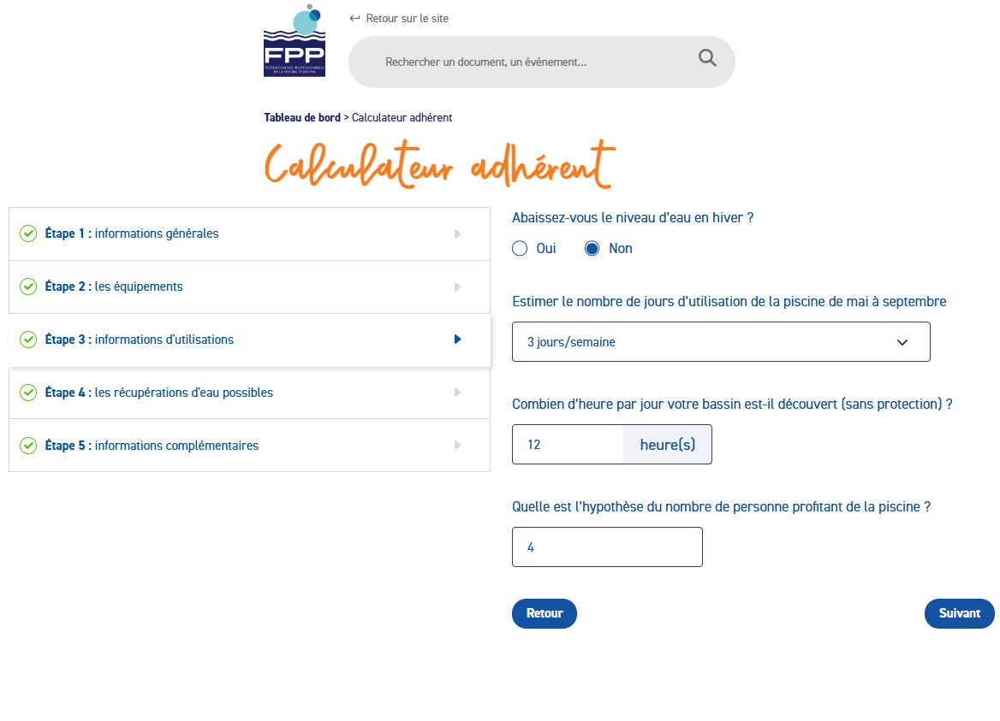 Retour sur le site
FPP
FÉDÉRATION DES PROFESSIONNELS
DE LA PISCINE ET DU SPA
Rechercher un document, un événement...
Tableau de bord > Calculateur adhérent
Calculateur adhérent
Étape 1 : informations générales
Étape 2 : les équipements
Étape 3 : informations d'utilisations
Étape 4 : les récupérations d'eau possibles
Étape 5 : informations complémentaires
Abaissez-vous le niveau d’eau en hiver ?
Oui Non
Estimer le nombre de jours d’utilisation de la piscine de mai à septembre
3 jours/semaine
Combien d’heure par jour votre bassin est-il découvert (sans protection) ?
12 heure(s)
Quelle est l’hypothèse du nombre de personne profitant de la piscine ?
4
Retour Suivant